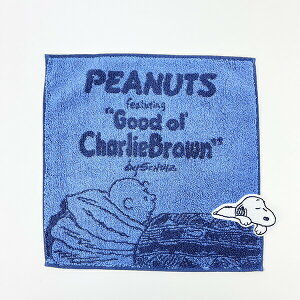 PEANUTS
featuring
"Good ol'
CharlieBrown"
by SCHULZ